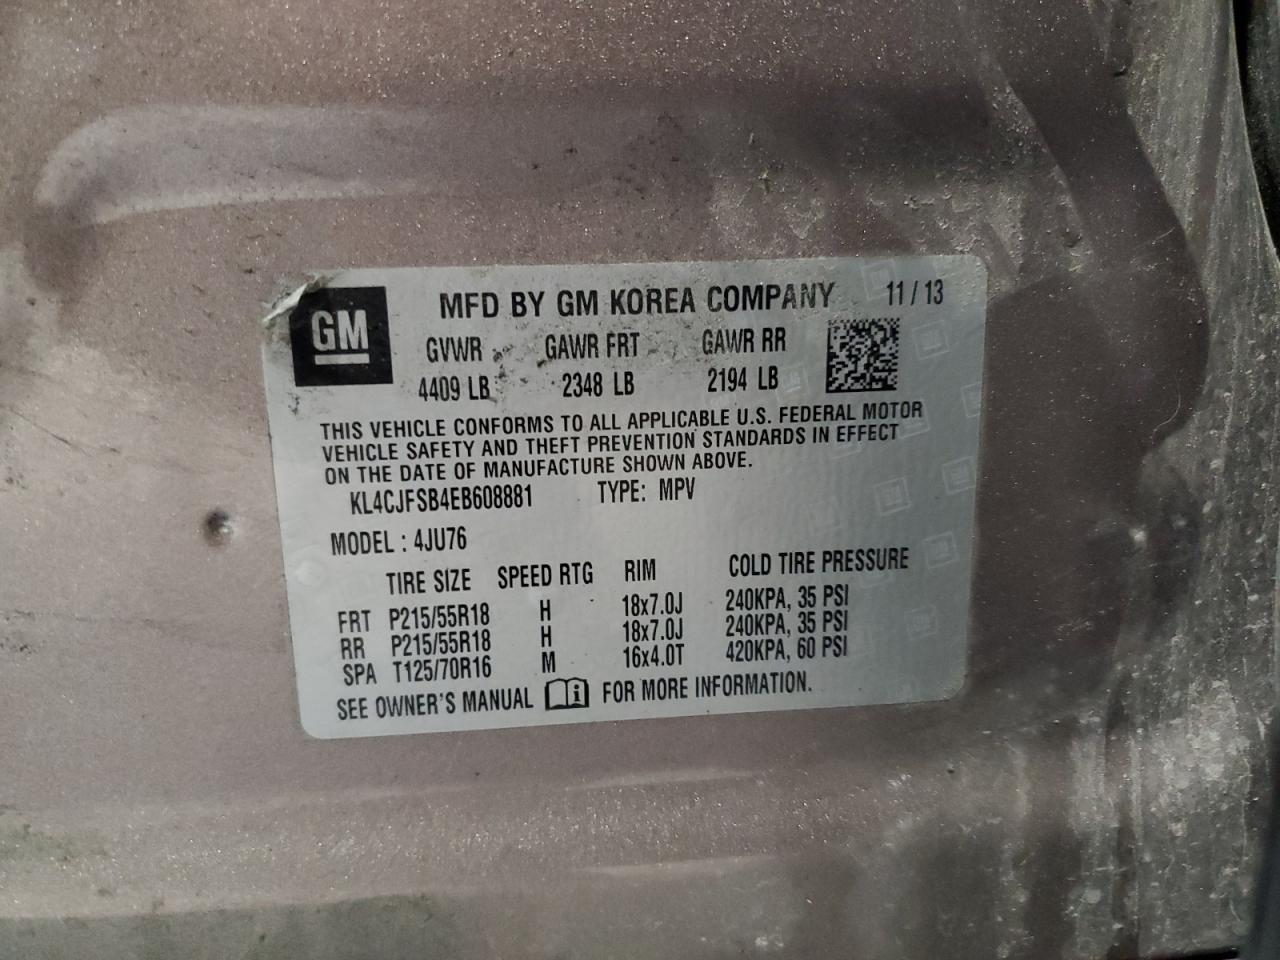 GM
MFD BY GM KOREA COMPANY 11 / 13
GVWR GAWR FRT GAWR RR
4409 LB 2348 LB 2194 LB
THIS VEHICLE CONFORMS TO ALL APPLICABLE U.S. FEDERAL MOTOR
VEHICLE SAFETY AND THEFT PREVENTION STANDARDS IN EFFECT
ON THE DATE OF MANUFACTURE SHOWN ABOVE.
KL4CJFSB4EB608881 TYPE: MPV
MODEL : 4JU76
TIRE SIZE SPEED RTG RIM COLD TIRE PRESSURE
FRT P215/55R18 H 18x7.0J 240KPA, 35 PSI
RR P215/55R18 H 18x7.0J 240KPA, 35 PSI
SPA T125/70R16 M 16x4.0T 420KPA, 60 PSI
SEE OWNER'S MANUAL FOR MORE INFORMATION.